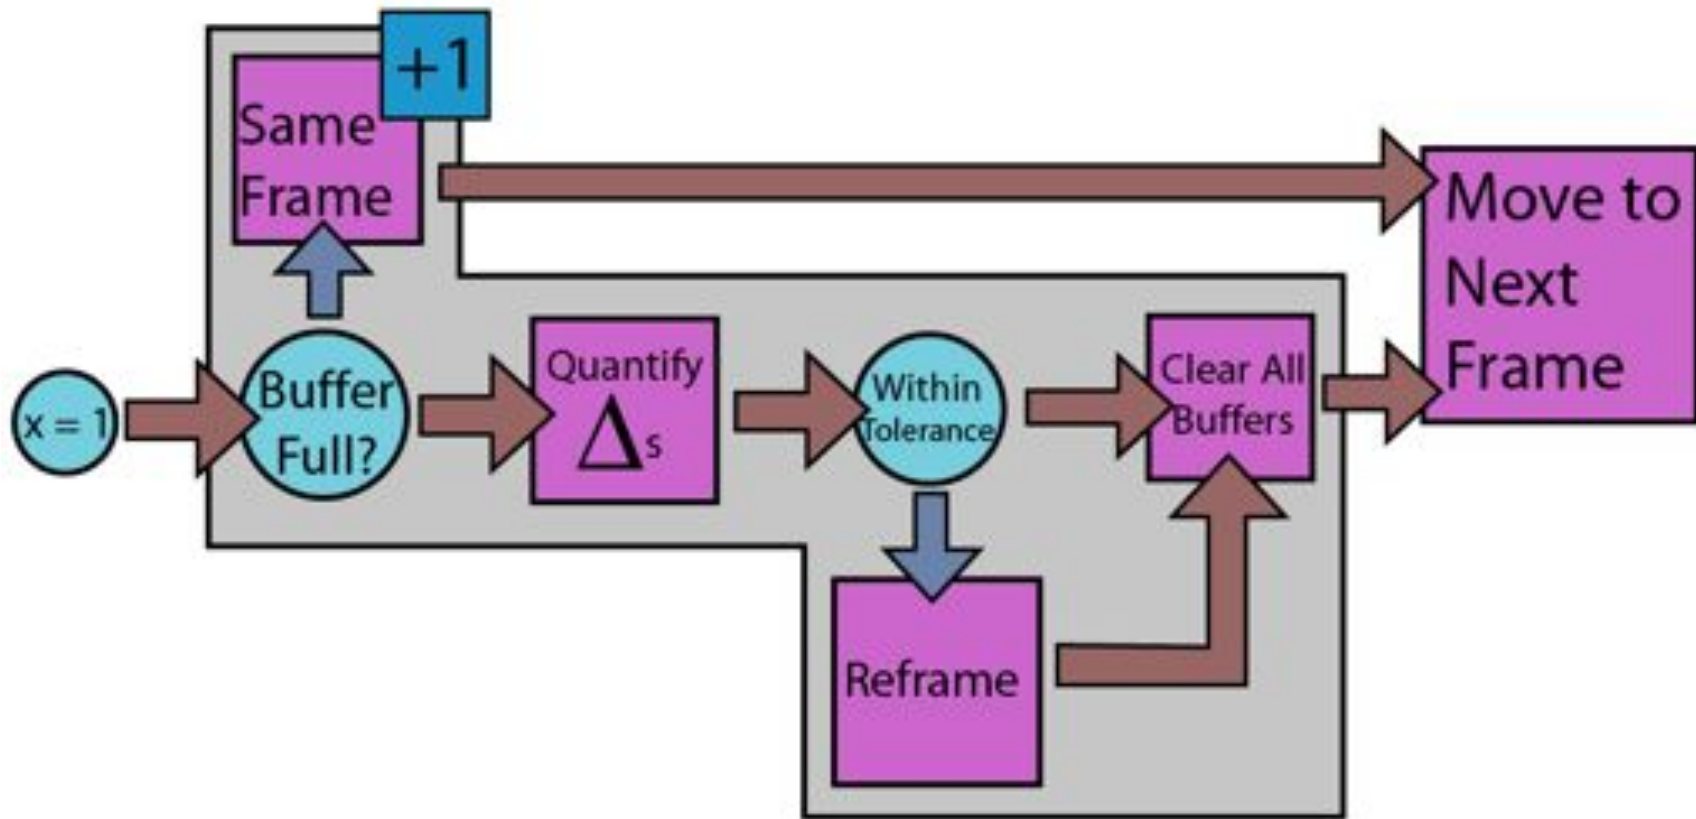 +1
Same
Frame
Move to
Next
Frame
x = 1
Buffer
Full?
Quantify
Δs
Within
Tolerance
Clear All
Buffers
Reframe